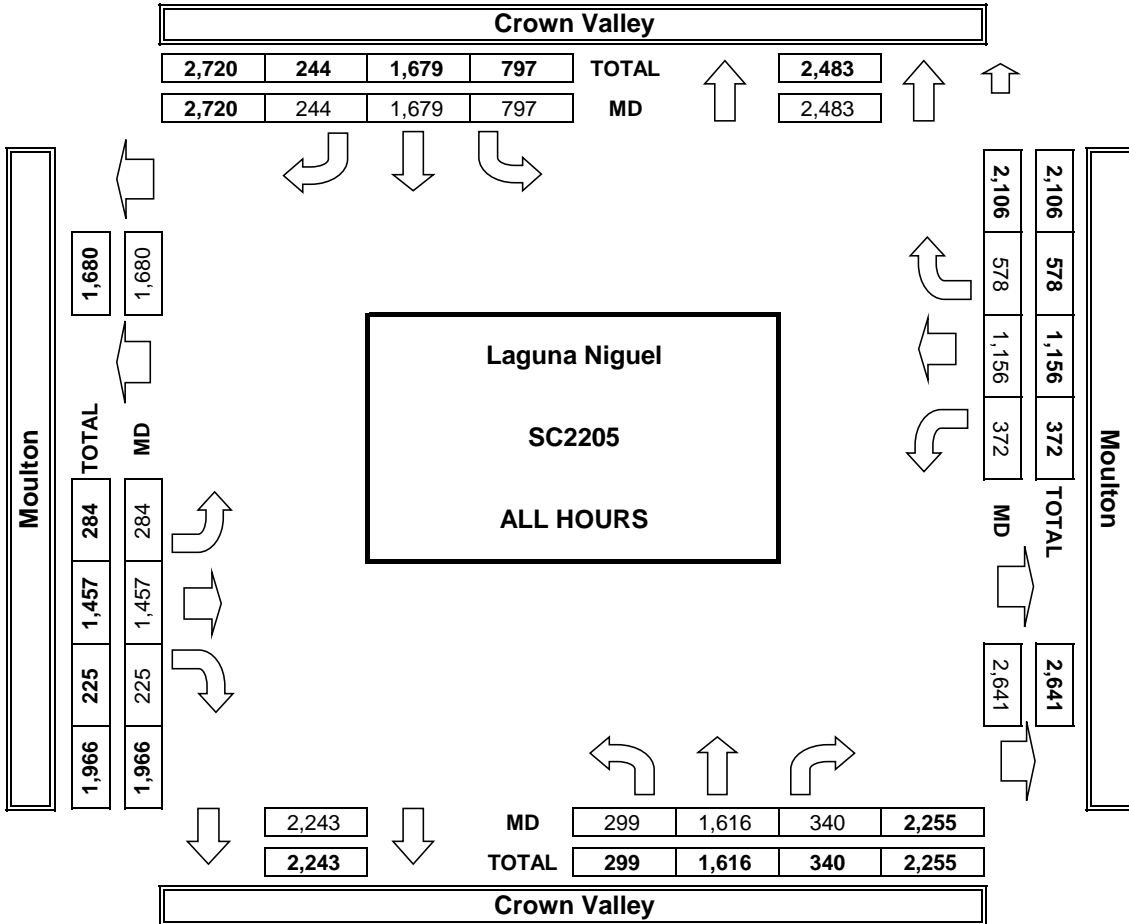 Crown Valley
2,720 244 1,679 797 TOTAL 2,483
2,720 244 1,679 797 MD 2,483
Moulton
TOTAL 1,680
MD 1,680
TOTAL 284 1,457 225 1,966
MD 284 1,457 225 1,966
Laguna Niguel
SC2205
ALL HOURS
2,106 578 1,156 372 MD 2,641
2,106 578 1,156 372 TOTAL 2,641
Moulton
2,243 MD 299 1,616 340 2,255
2,243 TOTAL 299 1,616 340 2,255
Crown Valley